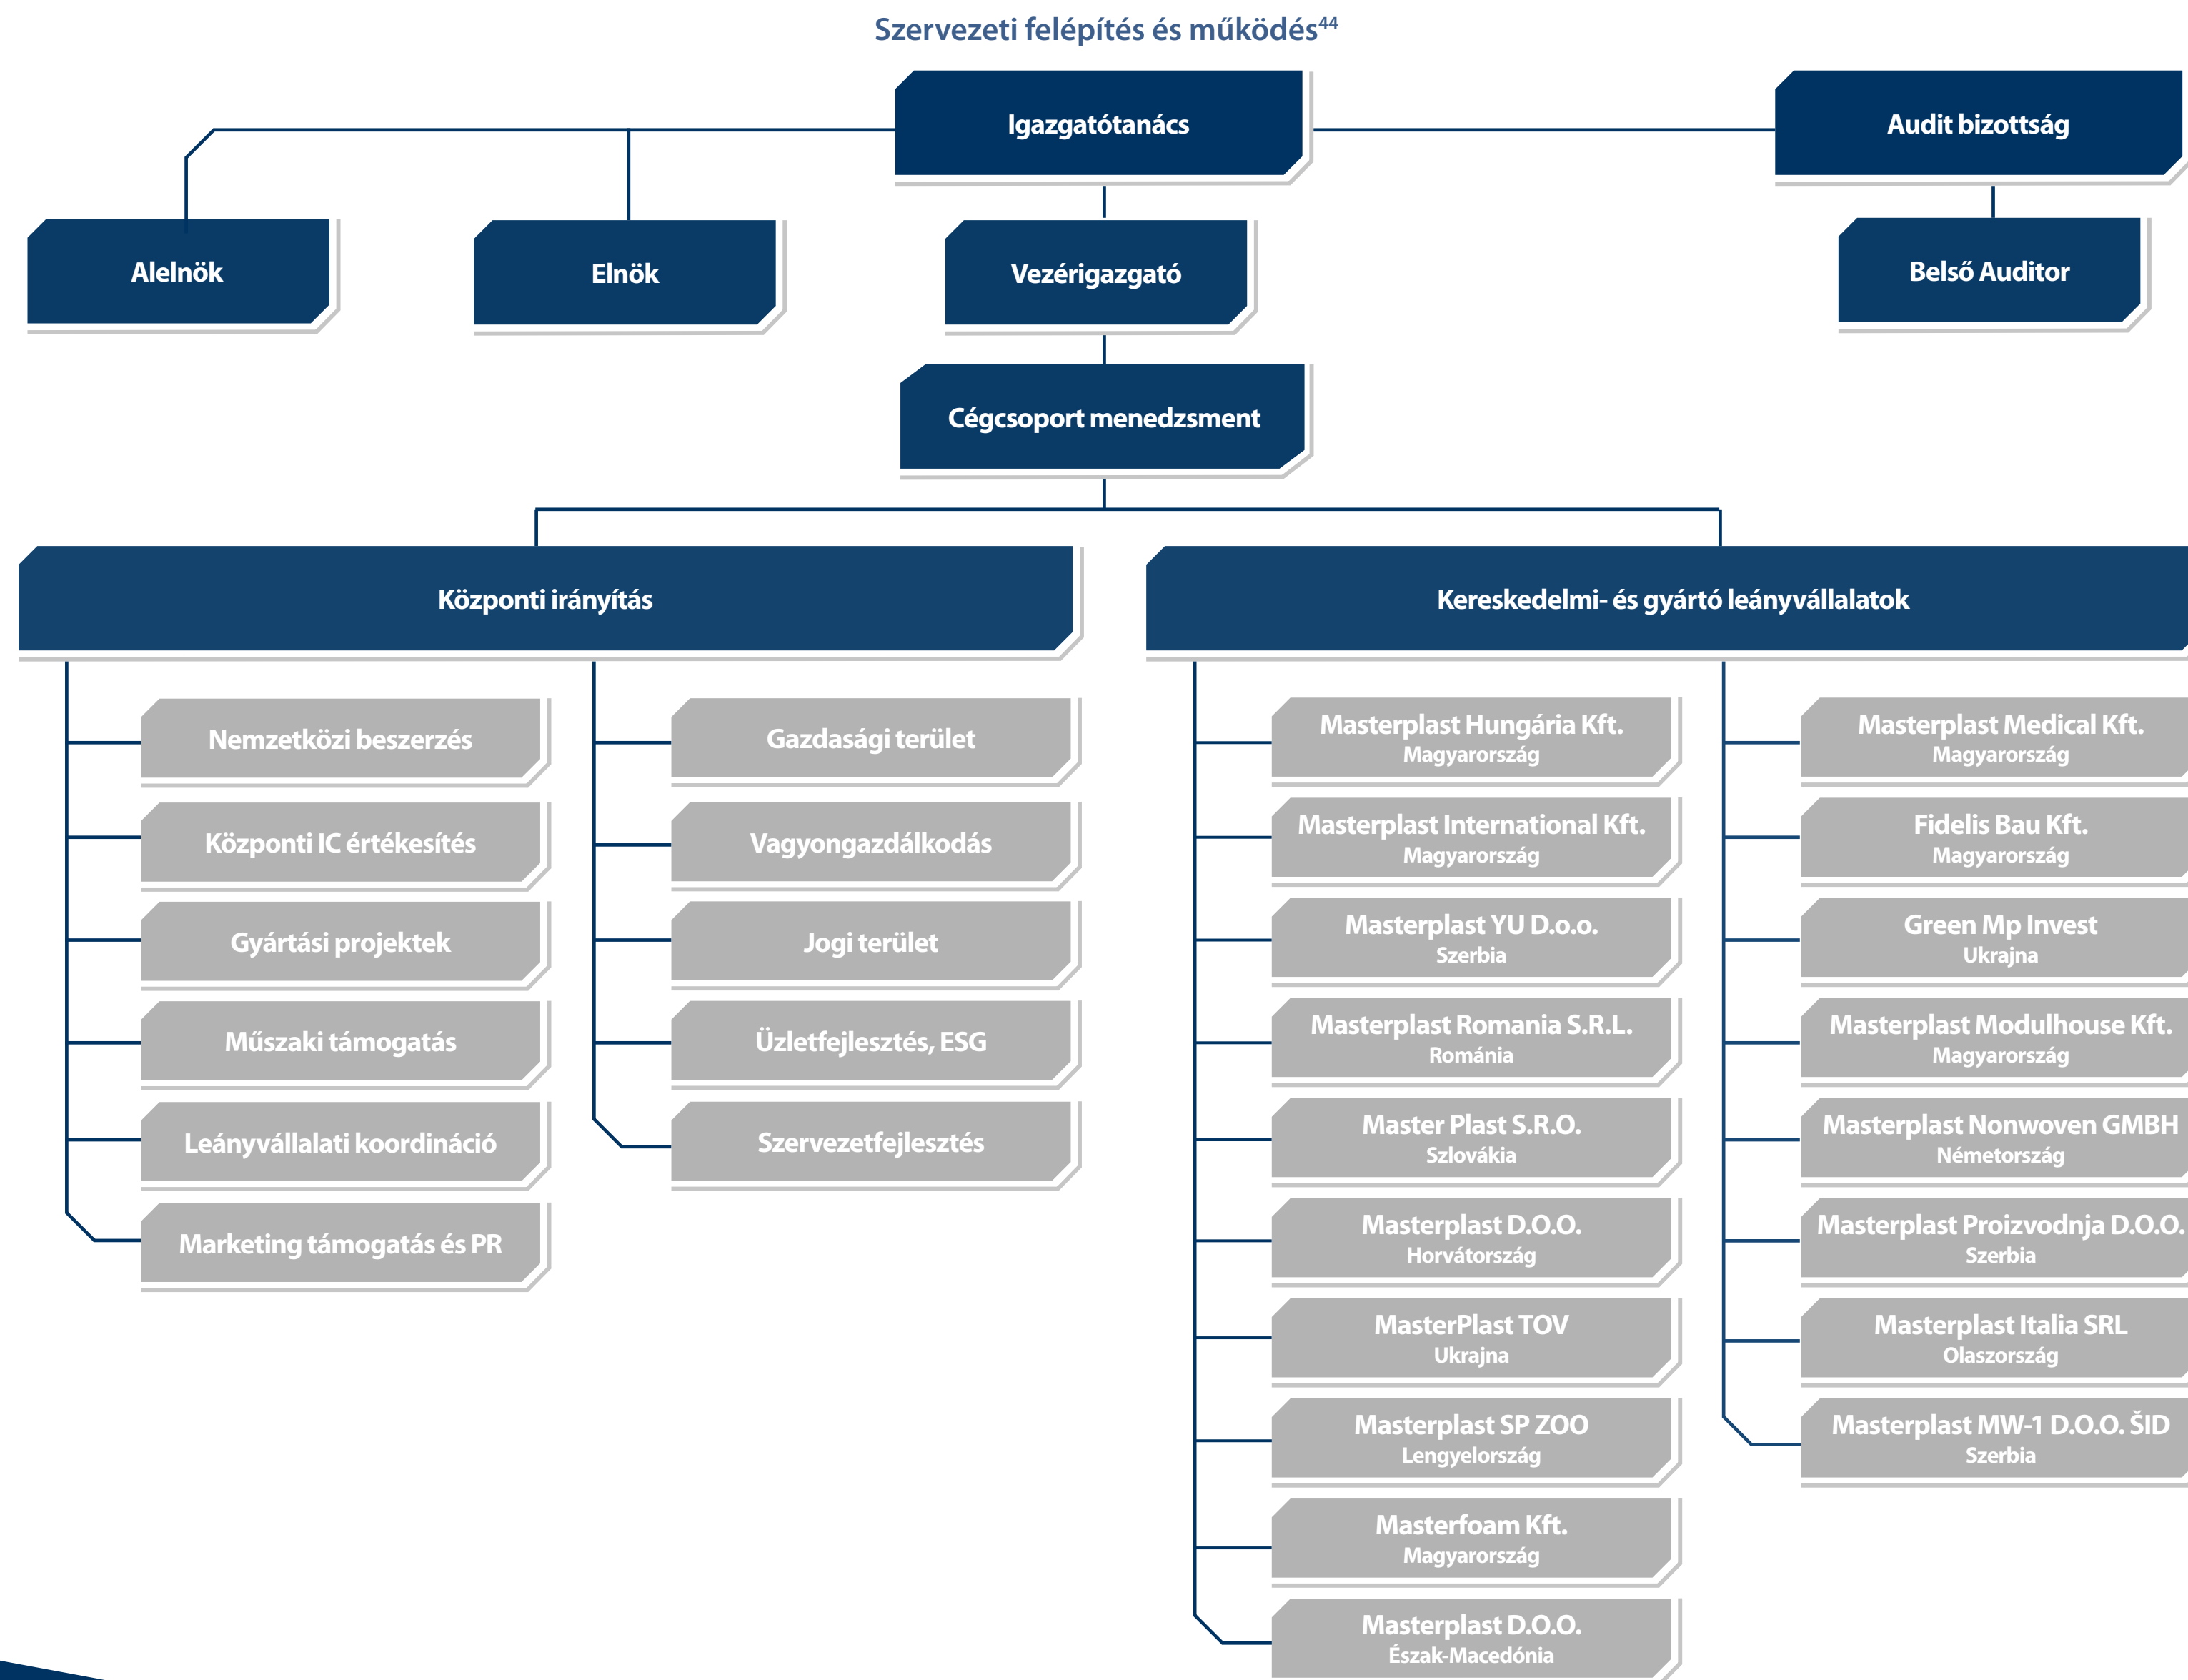 Szervezeti felépítés és működés⁴⁴
Igazgatótanács
Audit bizottság
Alelnök
Elnök
Vezérigazgató
Belső Auditor
Cégcsoport menedzsment
Központi irányítás
Nemzetközi beszerzés
Központi IC értékesítés
Gyártási projektek
Műszaki támogatás
Leányvállalati koordináció
Marketing támogatás és PR
Gazdasági terület
Vagyongazdálkodás
Jogi terület
Üzletfejlesztés, ESG
Szervezetfejlesztés
Kereskedelmi- és gyártó leányvállalatok
Masterplast Hungária Kft.
Magyarország
Masterplast International Kft.
Magyarország
Masterplast YU D.o.o.
Szerbia
Masterplast Romania S.R.L.
Románia
Master Plast S.R.O.
Szlovákia
Masterplast D.O.O.
Horvátország
MasterPlast TOV
Ukrajna
Masterplast SP ZOO
Lengyelország
Masterfoam Kft.
Magyarország
Masterplast D.O.O.
Észak-Macedónia
Masterplast Medical Kft.
Magyarország
Fidelis Bau Kft.
Magyarország
Green Mp Invest
Ukrajna
Masterplast Modulhouse Kft.
Magyarország
Masterplast Nonwoven GMBH
Németország
Masterplast Proizvodnja D.O.O.
Szerbia
Masterplast Italia SRL
Olaszország
Masterplast MW-1 D.O.O. ŠID
Szerbia